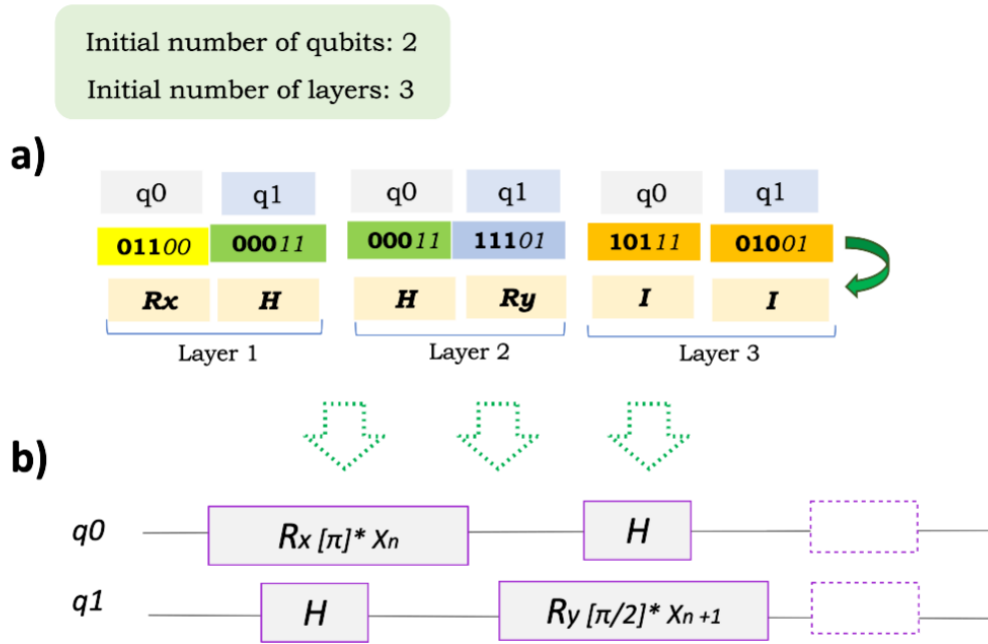 Initial number of qubits: 2
Initial number of layers: 3
a)
q0 q1 q0 q1 q0 q1
01100 00011 00011 11101 10111 01001
Rx H H Ry I I
Layer 1 Layer 2 Layer 3
b)
q0 Rx [π]* Xn H
q1 H Ry [π/2]* Xn+1